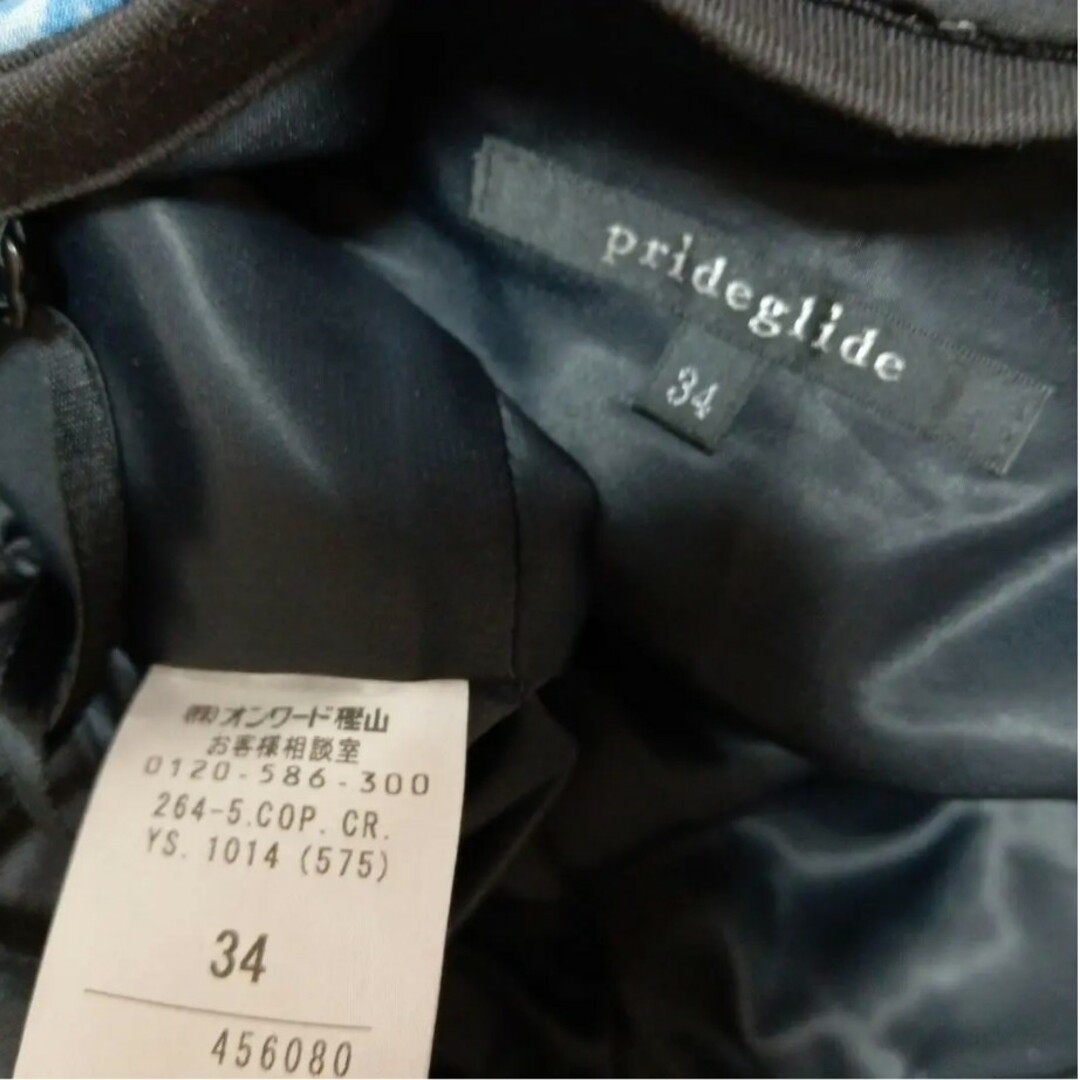 prideglide
34
㈱オンワード樫山
お客様相談室
0120-586-300
264-5.COP.CR.
YS.1014 (575)
34
456080